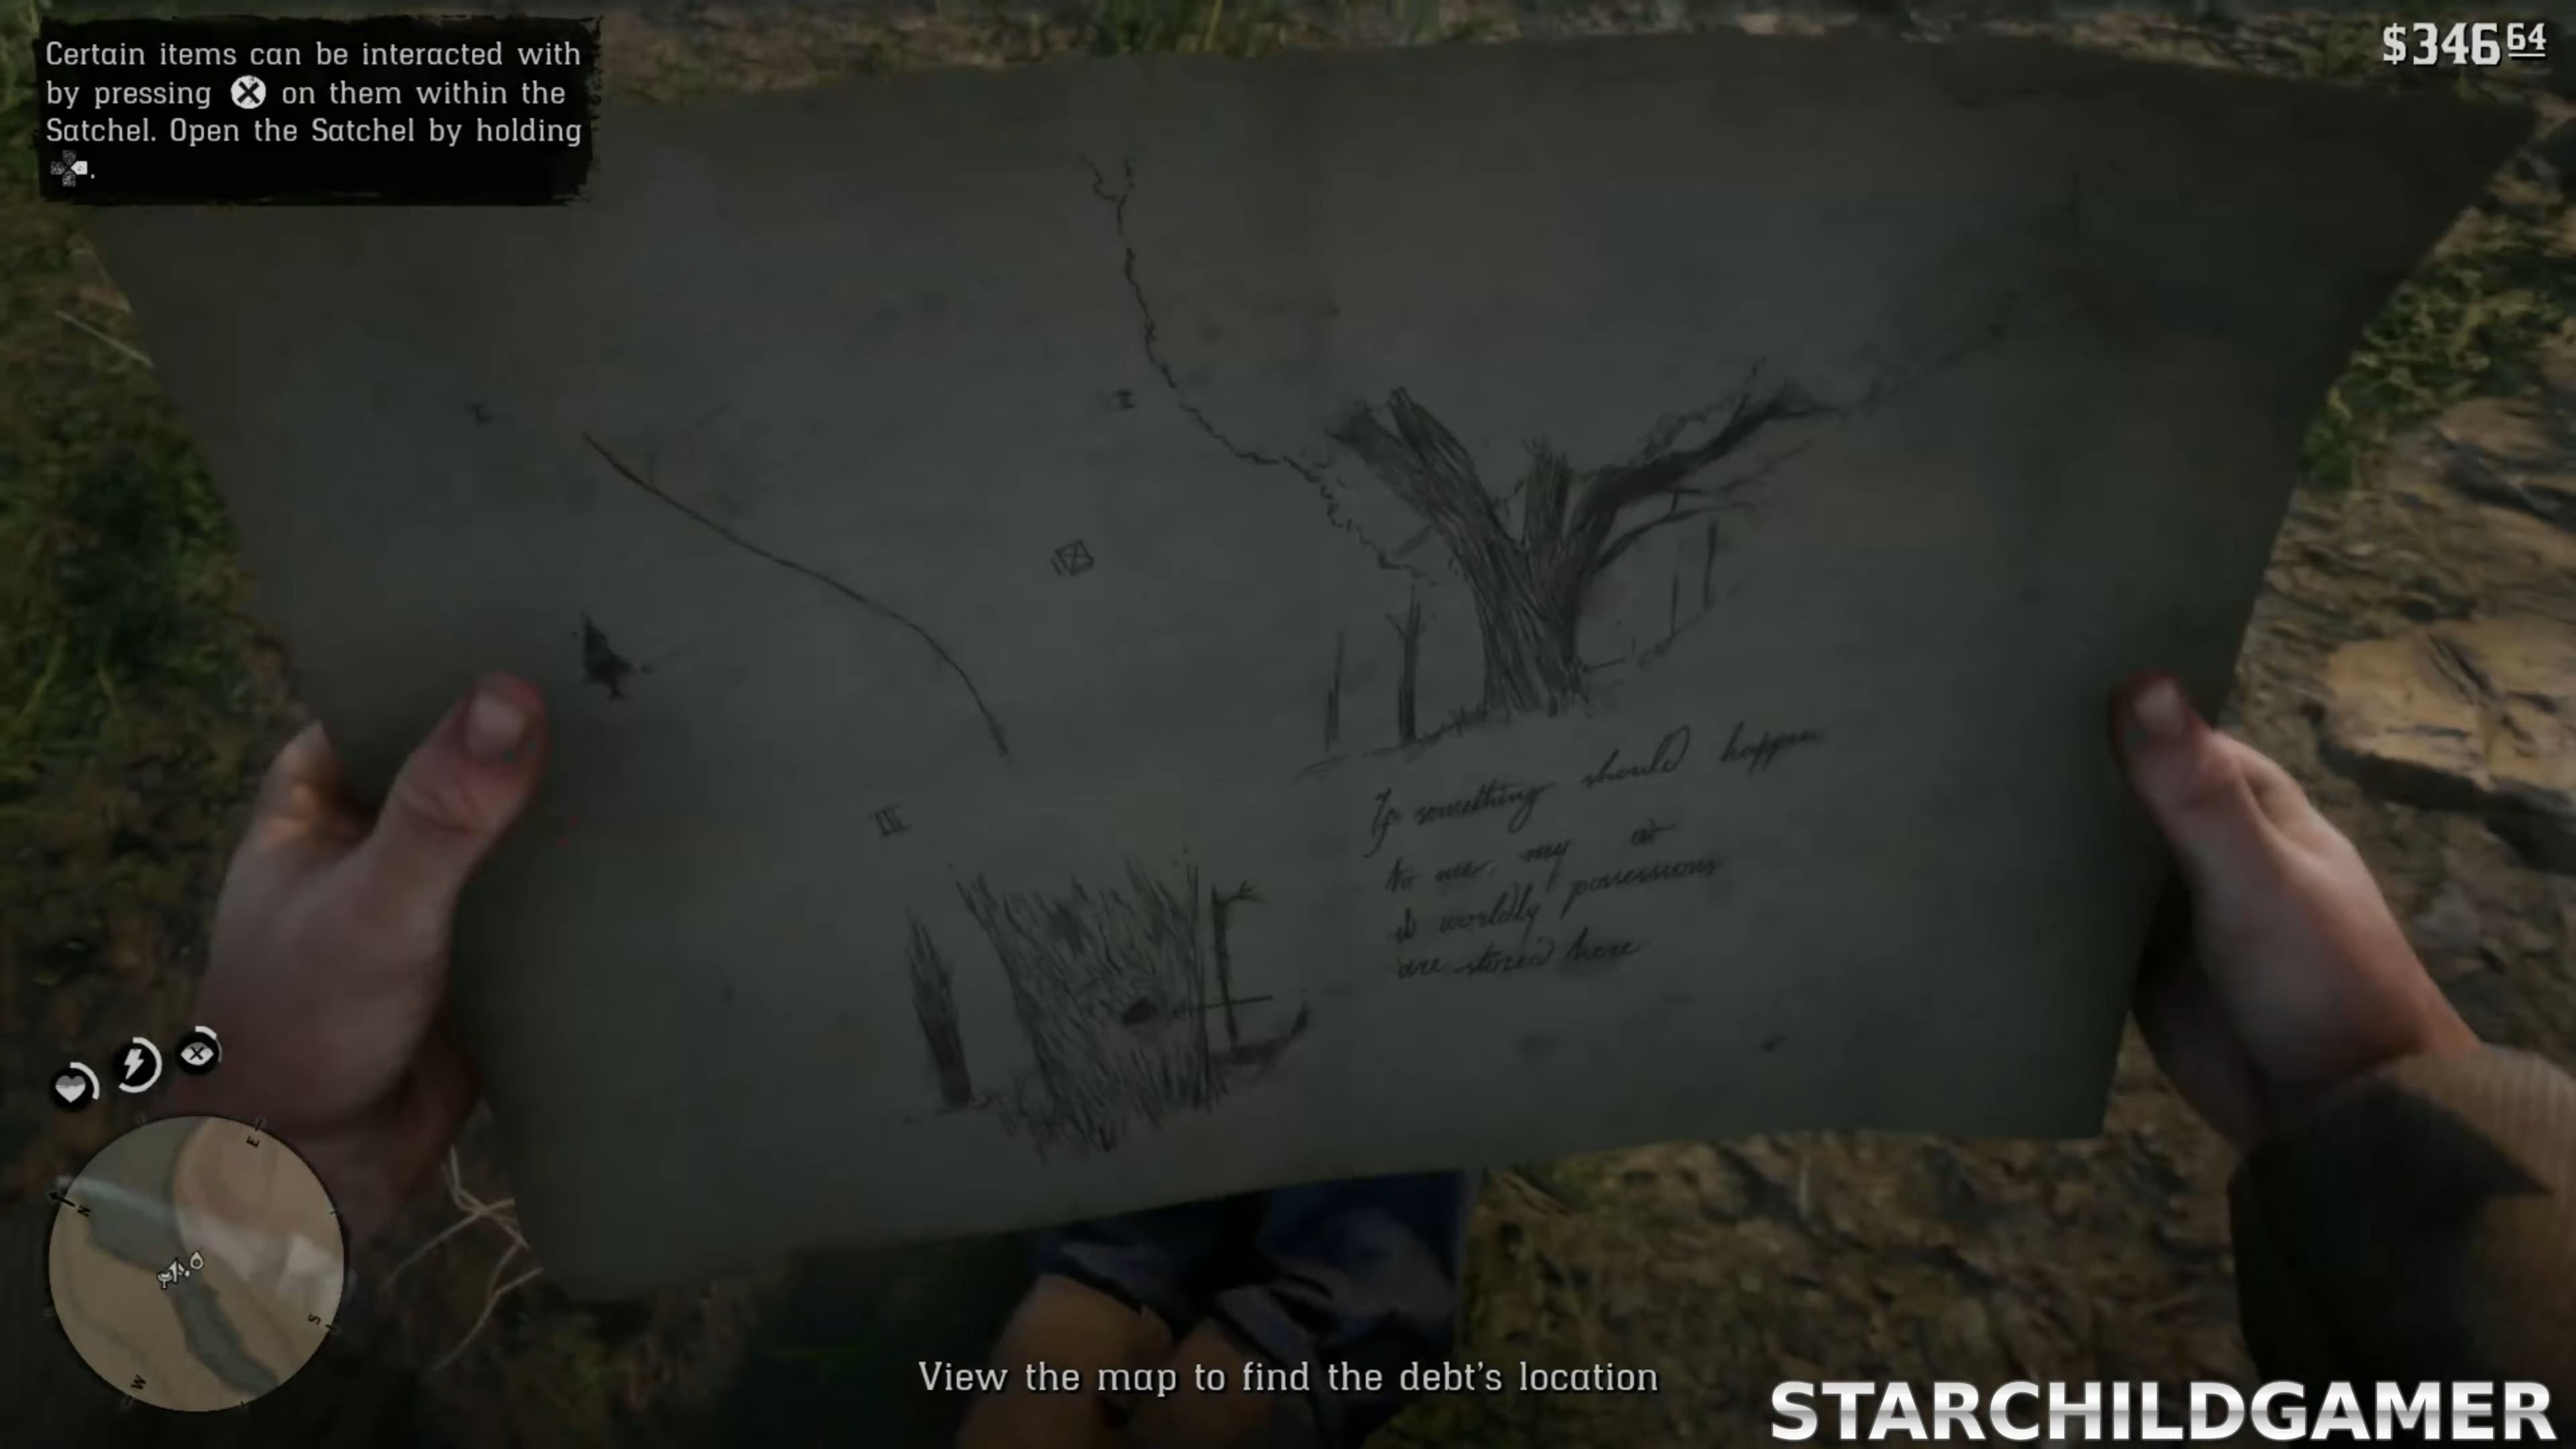 Certain items can be interacted with
by pressing ⓧ on them within the
Satchel. Open the Satchel by holding
.
$346 64
III
If something should happen
to me, my
worldly possessions
are stored here
E
N
S
W
View the map to find the debt's location
STARCHILDGAMER